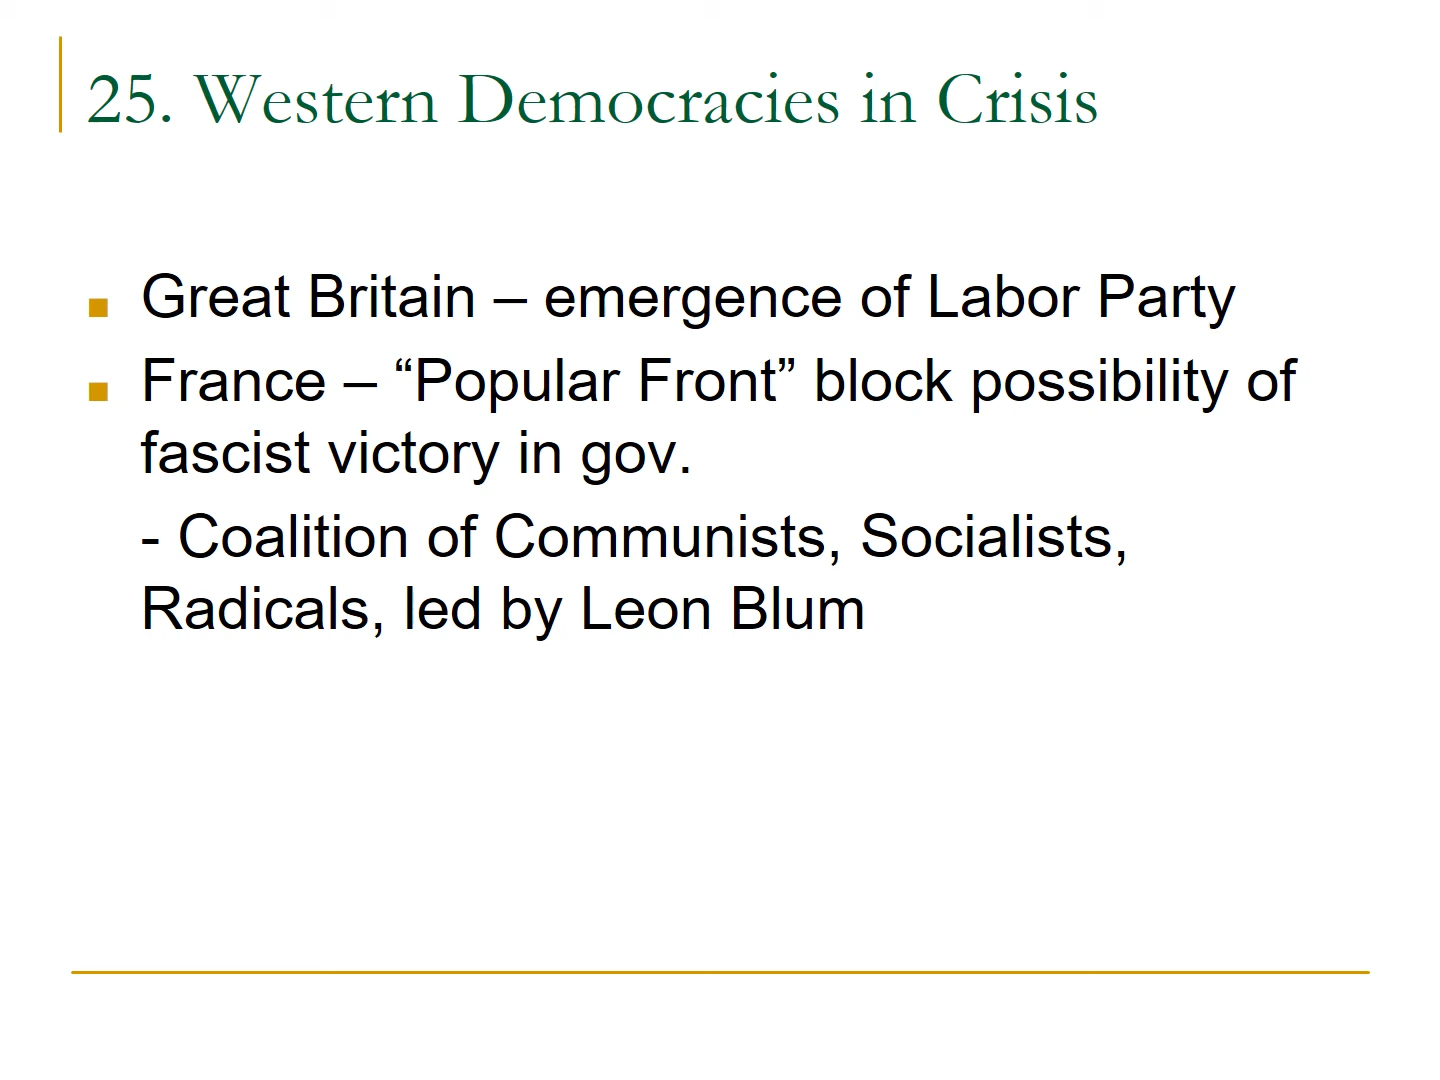 25. Western Democracies in Crisis
■ Great Britain – emergence of Labor Party
■ France – “Popular Front” block possibility of
fascist victory in gov.
- Coalition of Communists, Socialists,
Radicals, led by Leon Blum